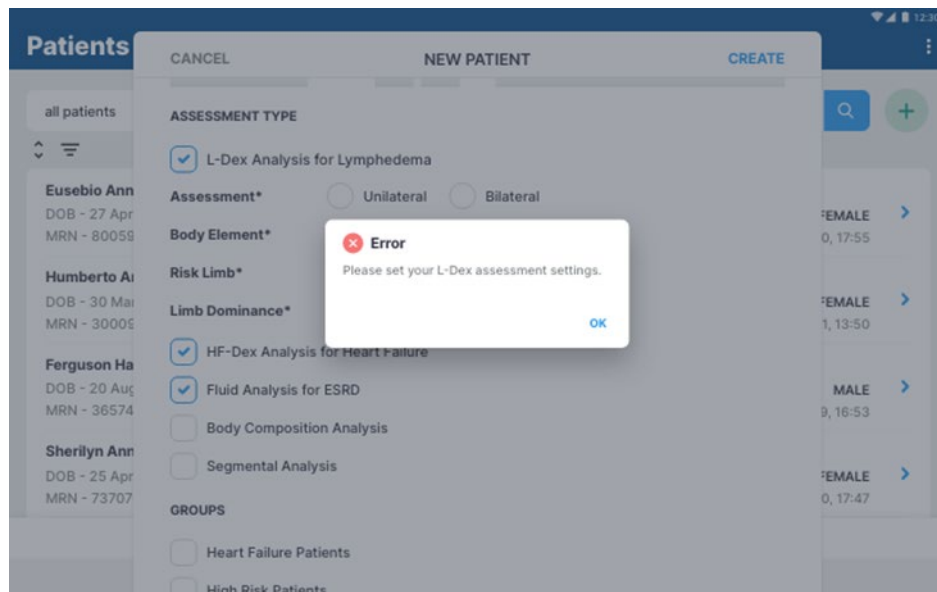 12:30
Patients
CANCEL NEW PATIENT CREATE
all patients
ASSESSMENT TYPE
L-Dex Analysis for Lymphedema
Eusebio Ann
Assessment* Unilateral Bilateral
DOB - 27 Apr
FEMALE
MRN - 80059
Body Element*
0, 17:55
Error
Please set your L-Dex assessment settings.
OK
Humberto
Risk Limb*
DOB - 30 Mar
FEMALE
Limb Dominance*
MRN - 30009
1, 13:50
HF-Dex Analysis for Heart Failure
Ferguson Ha
DOB - 20 Aug
Fluid Analysis for ESRD
MALE
MRN - 36574
9, 16:53
Body Composition Analysis
Sherilyn Ann
Segmental Analysis
DOB - 25 Apr
FEMALE
MRN - 73707
0, 17:47
GROUPS
Heart Failure Patients
High Risk Patients